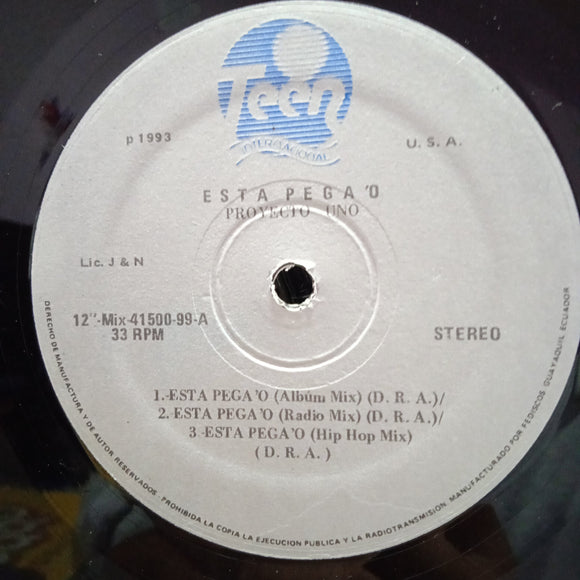 Teen
INTERNACIONAL
p 1993
U. S. A.
ESTA PEGA'O
PROYECTO UNO
Lic. J & N
12"-Mix-41500-99-A
33 RPM
STEREO
1.-ESTA PEGA'O (Albúm Mix) (D. R. A.)/
2.-ESTA PEGA'O (Radio Mix) (D. R. A.)/
3.-ESTA PEGA'O (Hip Hop Mix)
( D. R. A. )
DERECHO DE MANUFACTURA Y DE AUTOR RESERVADOS - PROHIBIDA LA COPIA LA EJECUCION PUBLICA Y LA RADIOTRANSMISION MANUFACTURADO POR FEDISCOS GUAYAQUIL ECUADOR